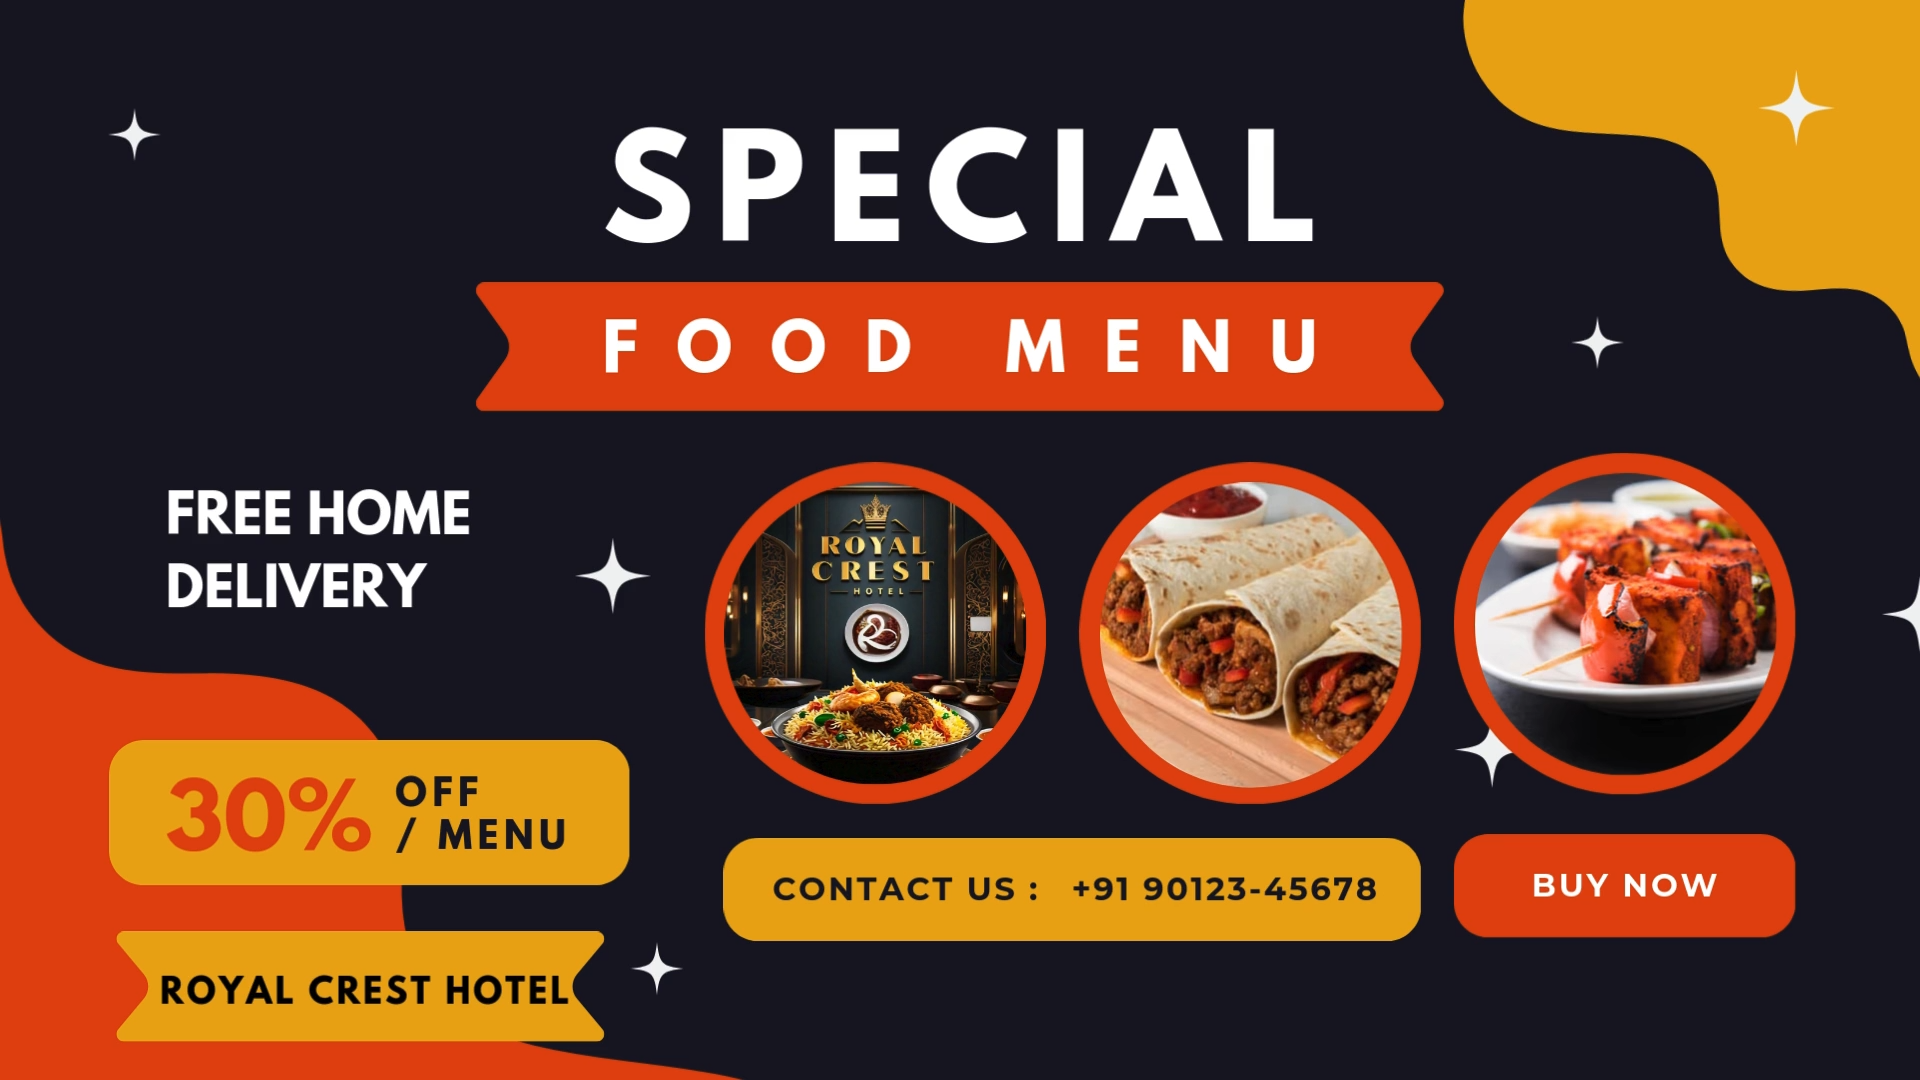 SPECIAL
FOOD MENU
FREE HOME
DELIVERY
ROYAL
CREST
HOTEL
30% OFF
/ MENU
CONTACT US : +91 90123-45678
BUY NOW
ROYAL CREST HOTEL